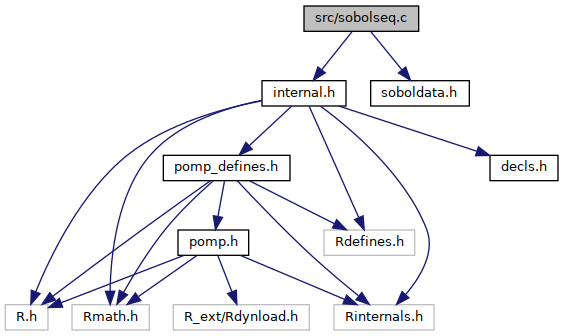 src/sobolseq.c
internal.h
soboldata.h
pomp_defines.h
decls.h
pomp.h
Rdefines.h
R.h
Rmath.h
R_ext/Rdynload.h
Rinternals.h